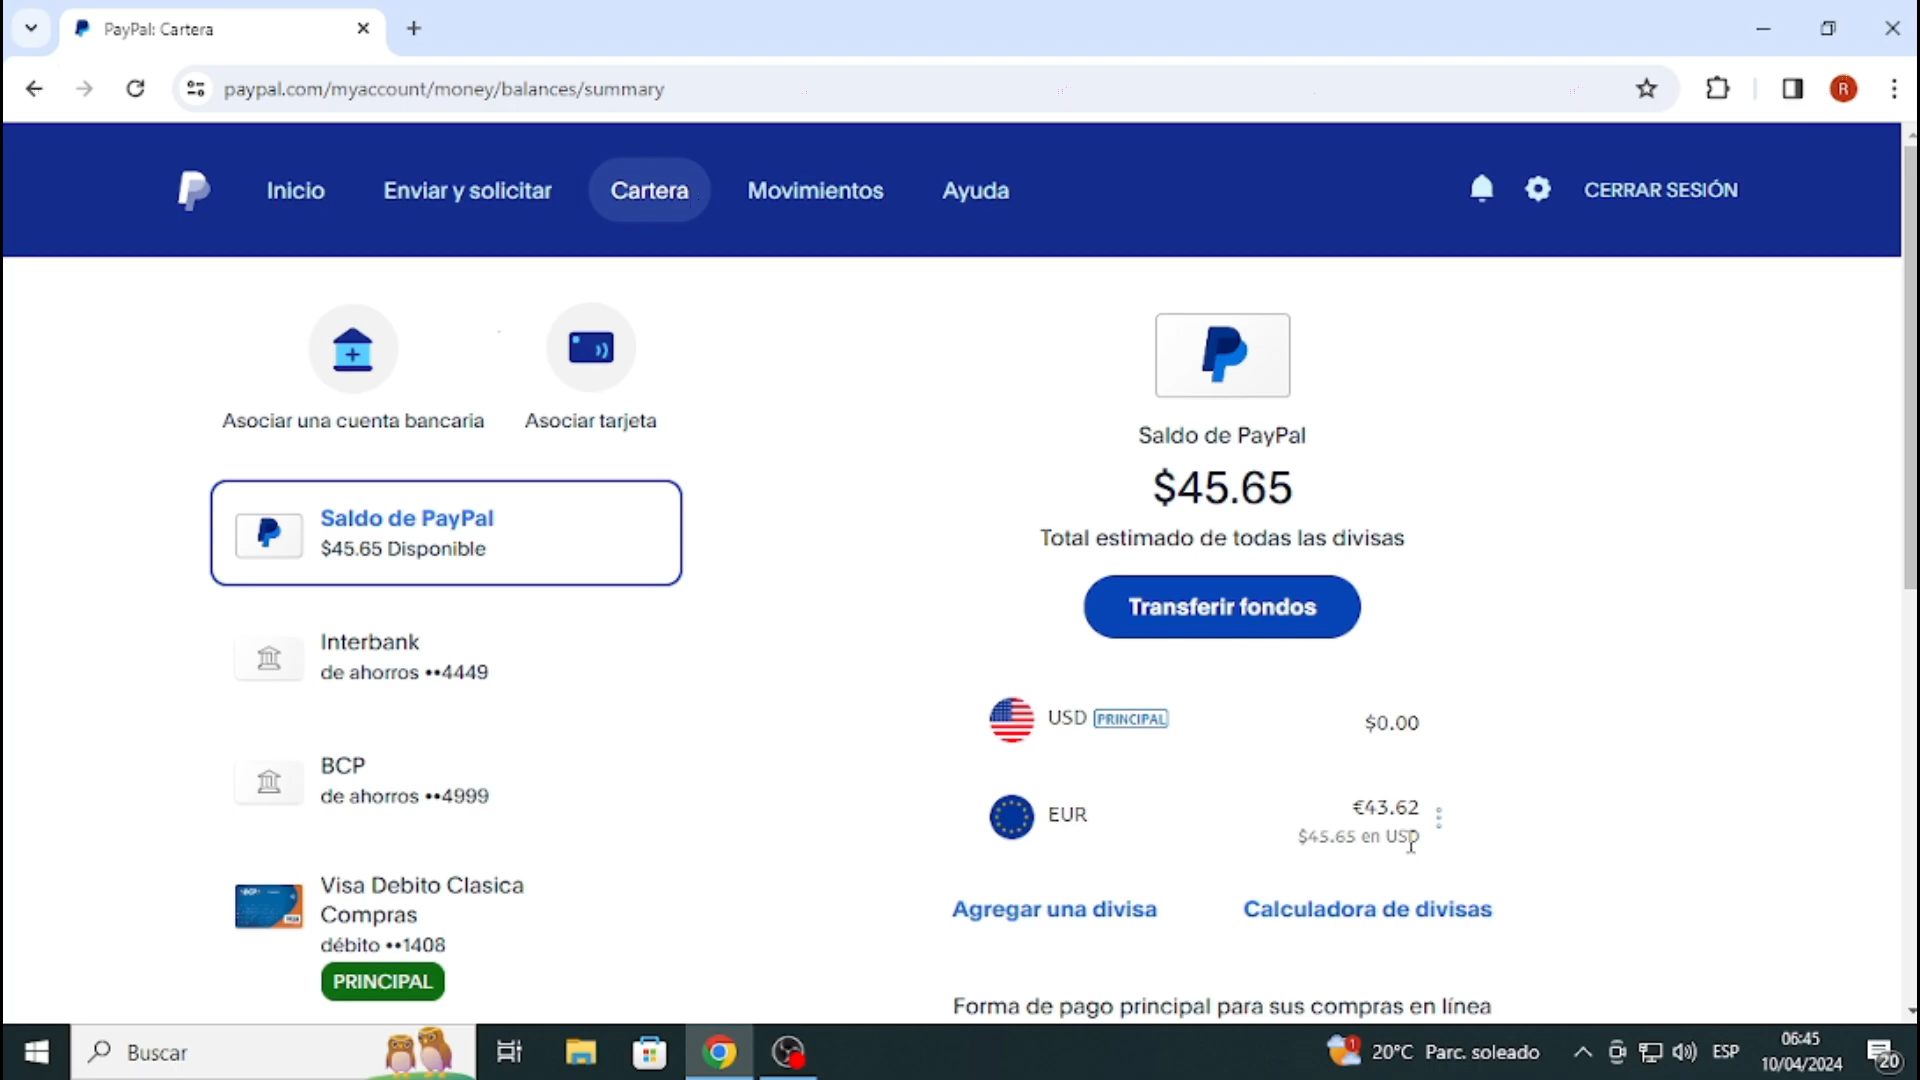 PayPal: Cartera
paypal.com/myaccount/money/balances/summary
R
Inicio
Enviar y solicitar
Cartera
Movimientos
Ayuda
CERRAR SESIÓN
Asociar una cuenta bancaria
Asociar tarjeta
Saldo de PayPal
$45.65 Disponible
Interbank
de ahorros ••4449
BCP
de ahorros ••4999
Visa Debito Clasica
Compras
débito ••1408
PRINCIPAL
Saldo de PayPal
$45.65
Total estimado de todas las divisas
Transferir fondos
USD PRINCIPAL
$0.00
EUR
€43.62
$45.65 en USD
Agregar una divisa
Calculadora de divisas
Forma de pago principal para sus compras en línea
Buscar
1
20°C Parc. soleado
ESP
06:45
10/04/2024
20